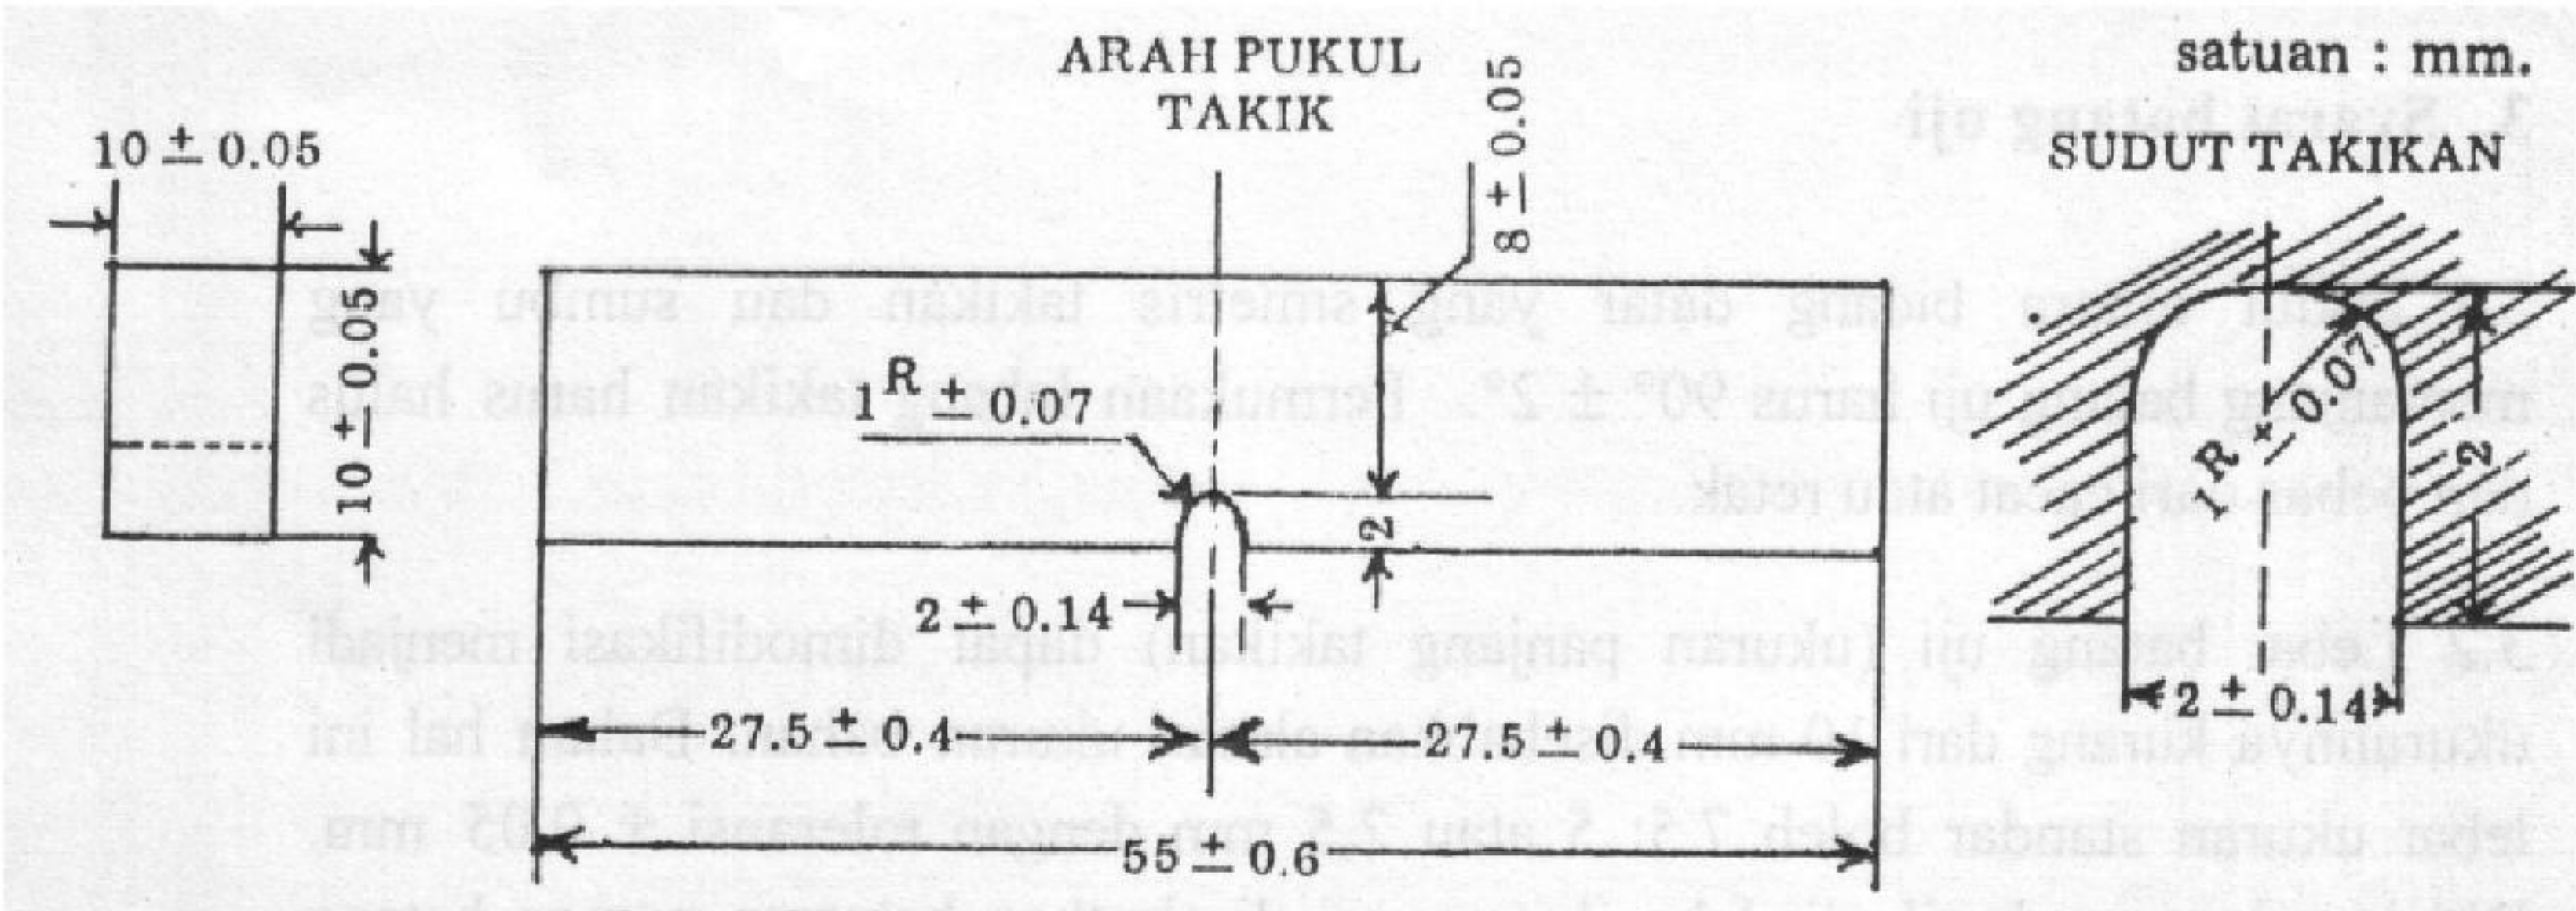 ARAH PUKUL
TAKIK
satuan : mm.
SUDUT TAKIKAN
10 ± 0.05
10 ± 0.05
8 ± 0.05
1R ± 0.07
2
2 ± 0.14
27.5 ± 0.4
27.5 ± 0.4
55 ± 0.6
1R ± 0.07
2
2 ± 0.14